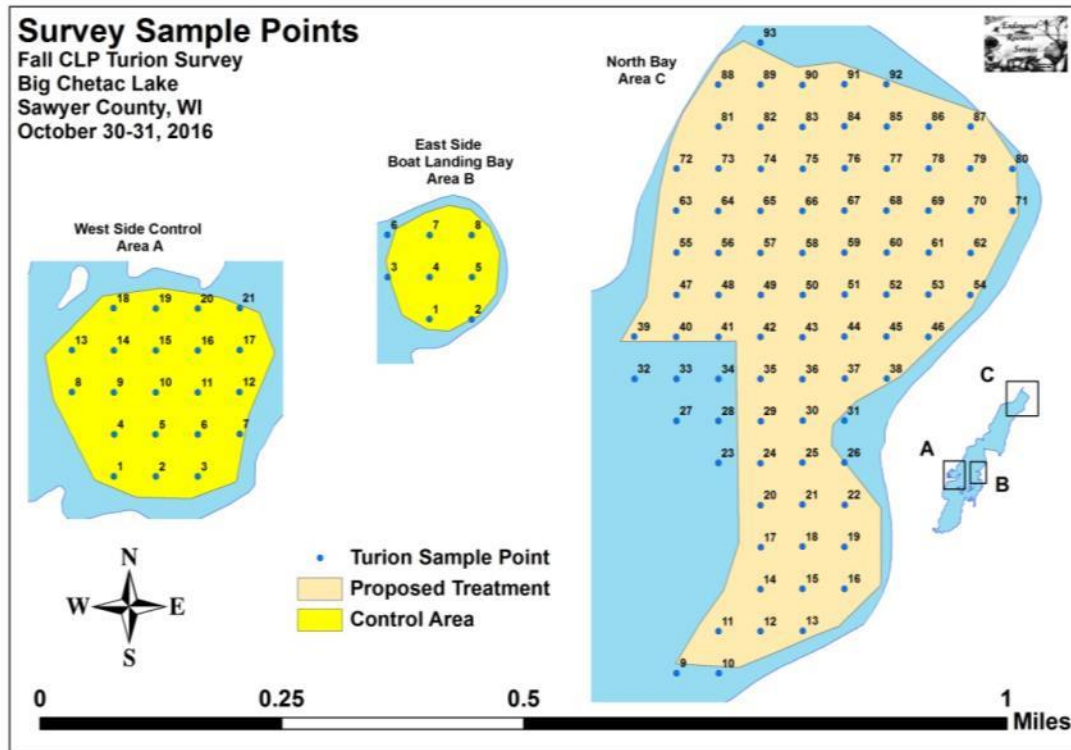 Survey Sample Points
Fall CLP Turion Survey
Big Chetac Lake
Sawyer County, WI
October 30-31, 2016
Endangered
Resource
Services
North Bay
Area C
East Side
Boat Landing Bay
Area B
West Side Control
Area A
93
88 89 90 91 92
81 82 83 84 85 86 87
72 73 74 75 76 77 78 79 80
63 64 65 66 67 68 69 70 71
55 56 57 58 59 60 61 62
47 48 49 50 51 52 53 54
39 40 41 42 43 44 45 46
32 33 34 35 36 37 38
27 28 29 30 31
23 24 25 26
20 21 22
17 18 19
14 15 16
11 12 13
9 10
6 7 8
3 4 5
1 2
18 19 20 21
13 14 15 16 17
8 9 10 11 12
4 5 6 7
1 2 3
C
A
B
N
W E
S
Turion Sample Point
Proposed Treatment
Control Area
0 0.25 0.5 1
Miles